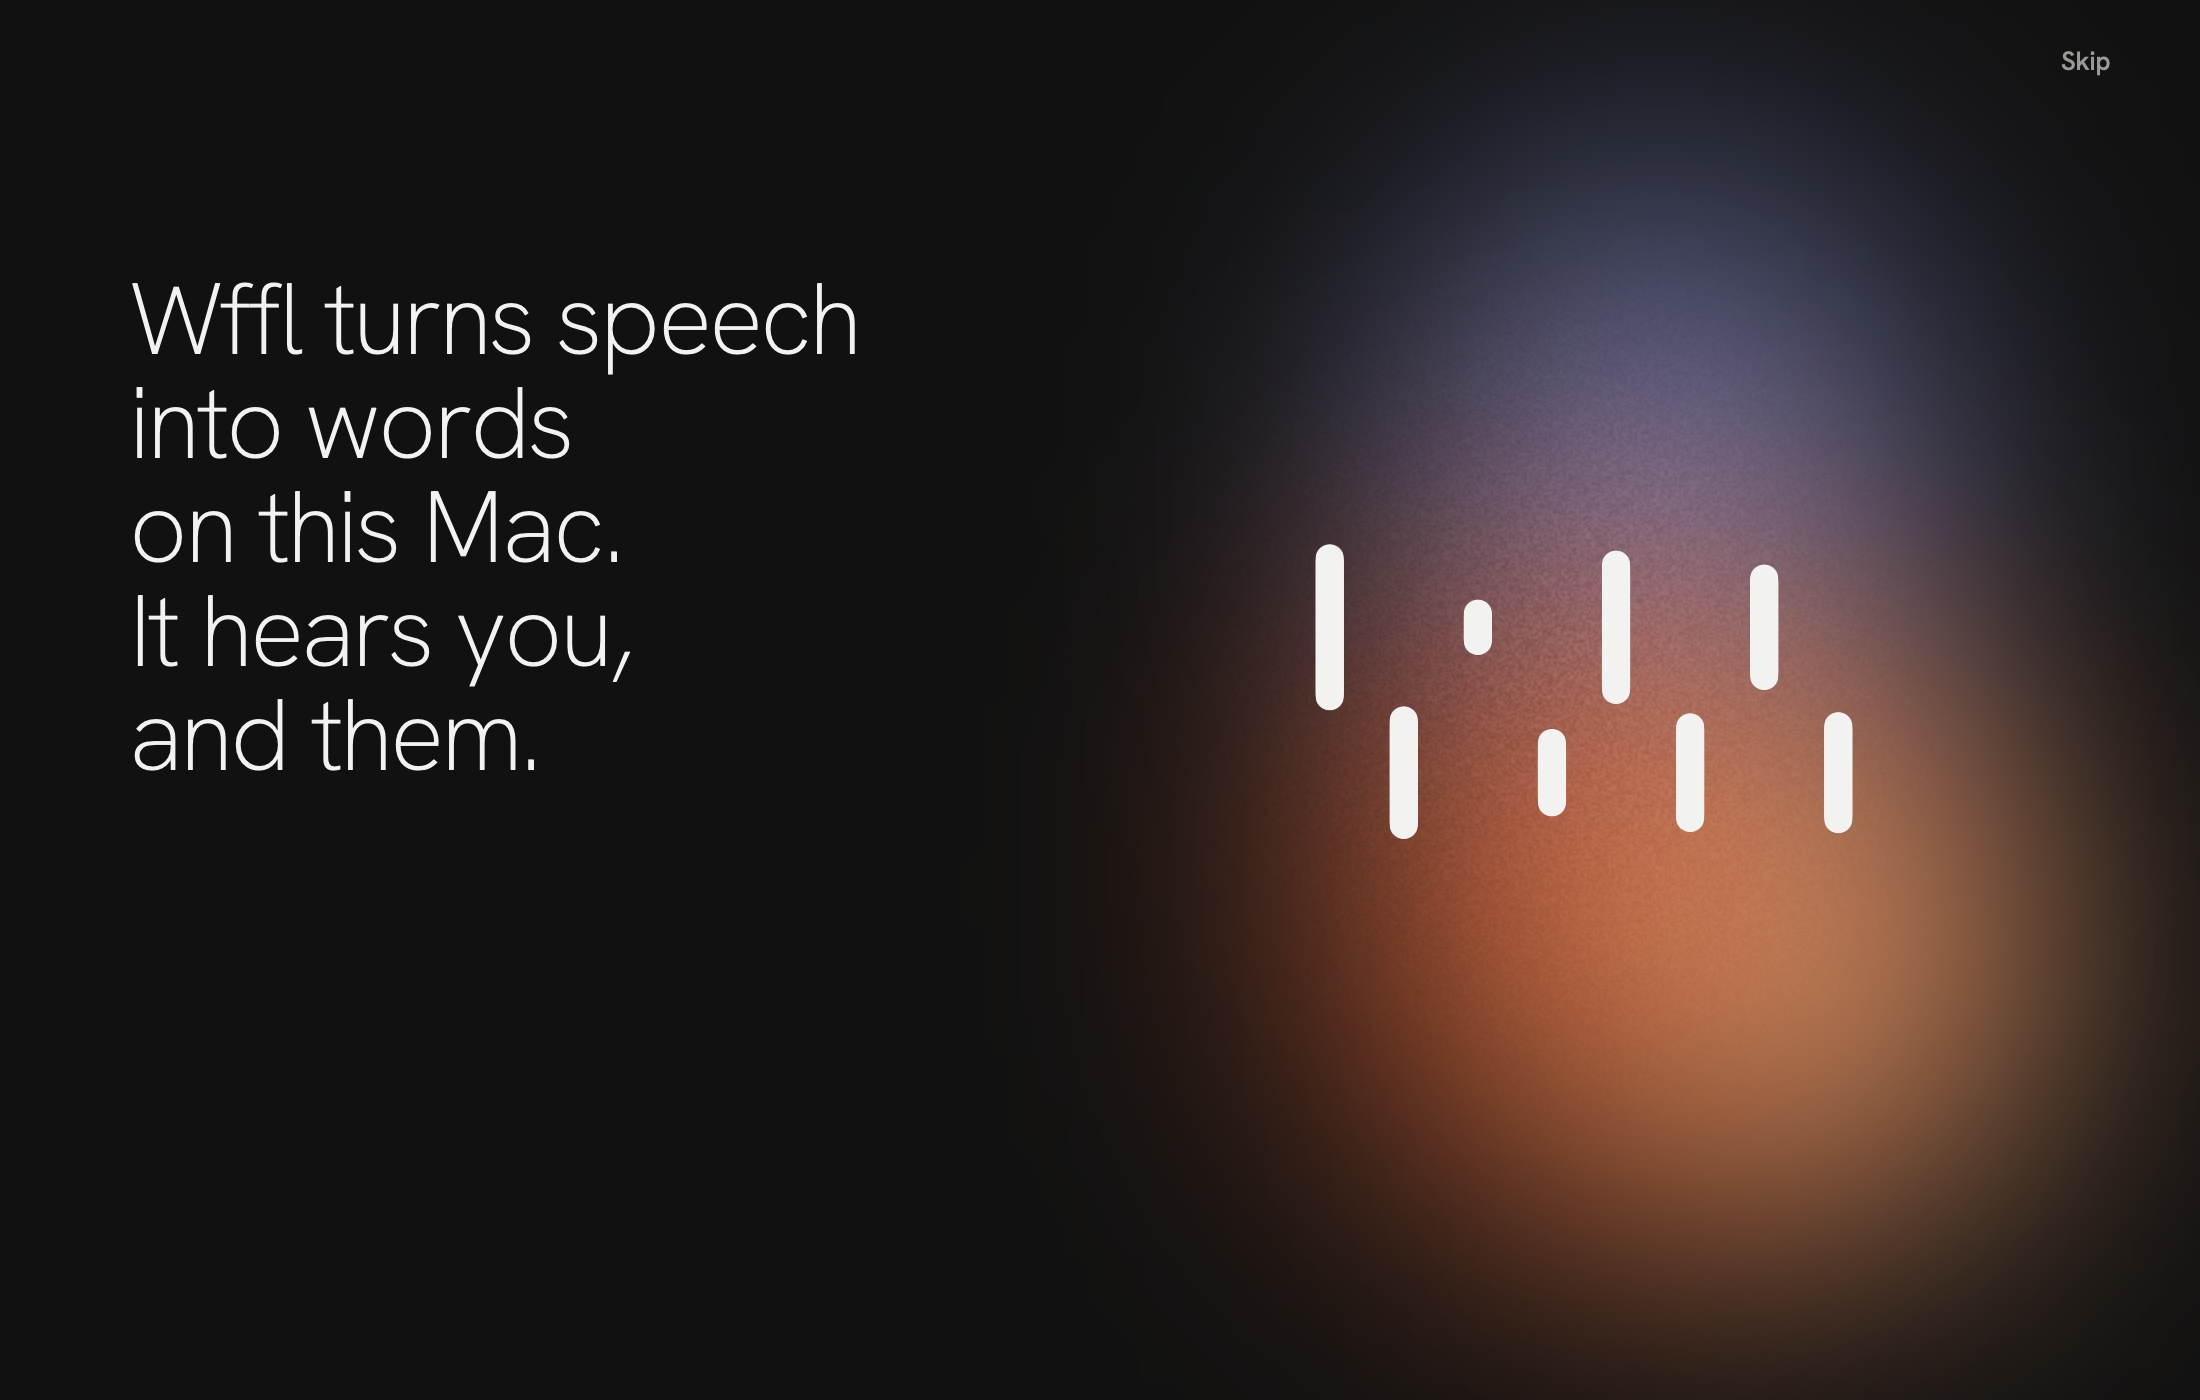 Skip
Wffl turns speech
into words
on this Mac.
It hears you,
and them.